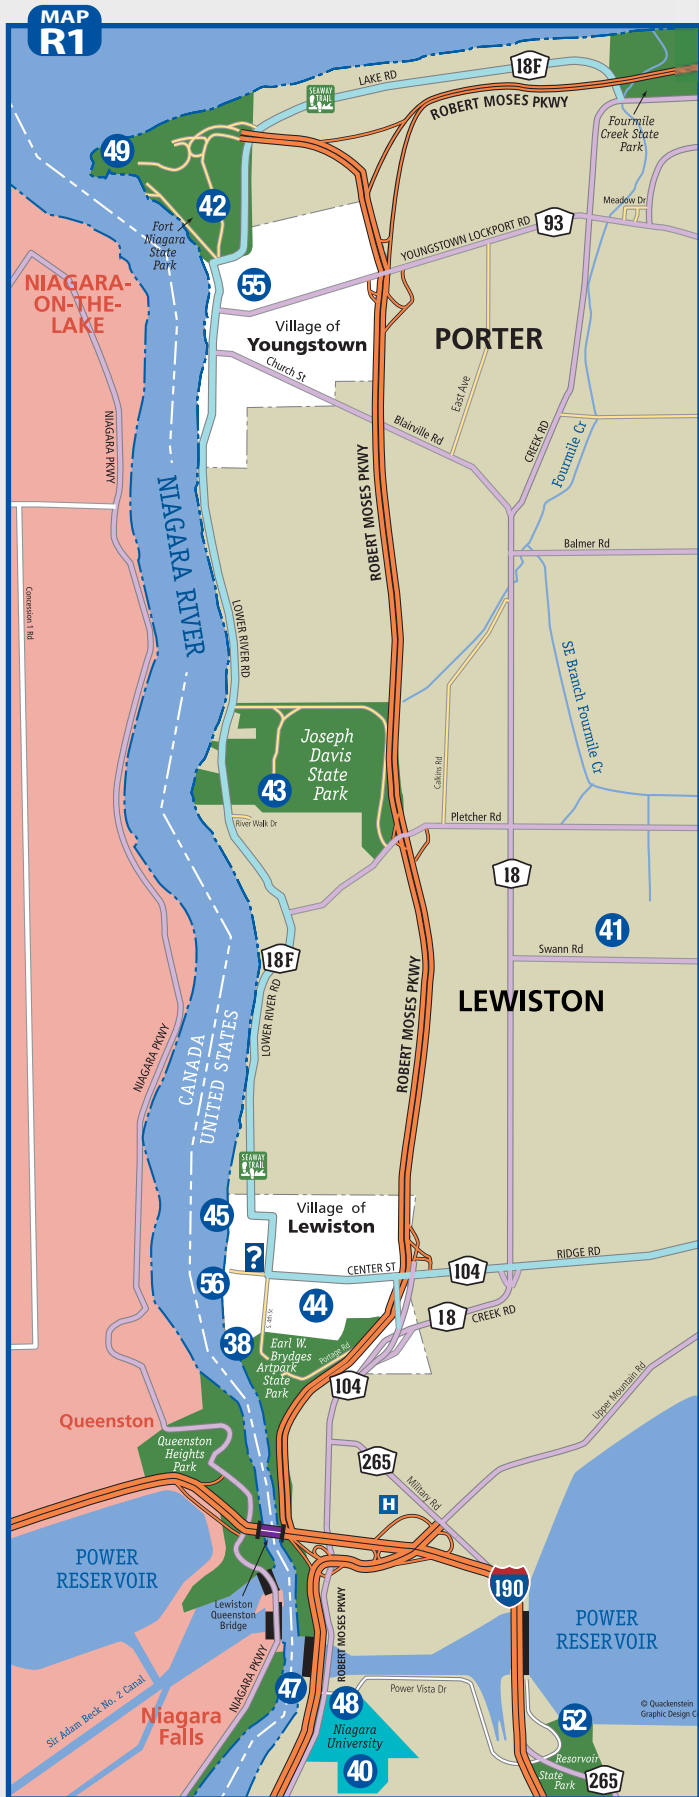 MAP
R1
LAKE RD
18F
SEAWAY
TRAIL
ROBERT MOSES PKWY
Fourmile
Creek State
Park
49
42
Fort
Niagara
State
Park
Meadow Dr
93
YOUNGSTOWN LOCKPORT RD
NIAGARA-
ON-THE-
LAKE
55
Village of
Youngstown
PORTER
Church St
East Ave
Blairville Rd
CREEK RD
Fourmile Cr
NIAGARA PKWY
ROBERT MOSES PKWY
NIAGARA RIVER
Balmer Rd
Concession 1 Rd
LOWER RIVER RD
SE Branch Fourmile Cr
Joseph
Davis
State
Park
43
Calkins Rd
River Walk Dr
Pletcher Rd
18
41
Swann Rd
18F
LOWER RIVER RD
ROBERT MOSES PKWY
LEWISTON
NIAGARA PKWY
CANADA
UNITED STATES
SEAWAY
TRAIL
45
Village of
Lewiston
?
CENTER ST
104
RIDGE RD
56
44
S. 4th St
18
CREEK RD
38
Earl W.
Brydges
Artpark
State
Park
Portage Rd
104
Upper Mountain Rd
Queenston
Queenston
Heights
Park
265
Military Rd
H
POWER
RESERVOIR
190
Lewiston
Queenston
Bridge
POWER
RESERVOIR
ROBERT MOSES PKWY
NIAGARA PKWY
Sir Adam Beck No. 2 Canal
Niagara
Falls
47
48
Power Vista Dr
© Quackenstein
Graphic Design C
Niagara
University
40
52
Reservoir
State
Park
265